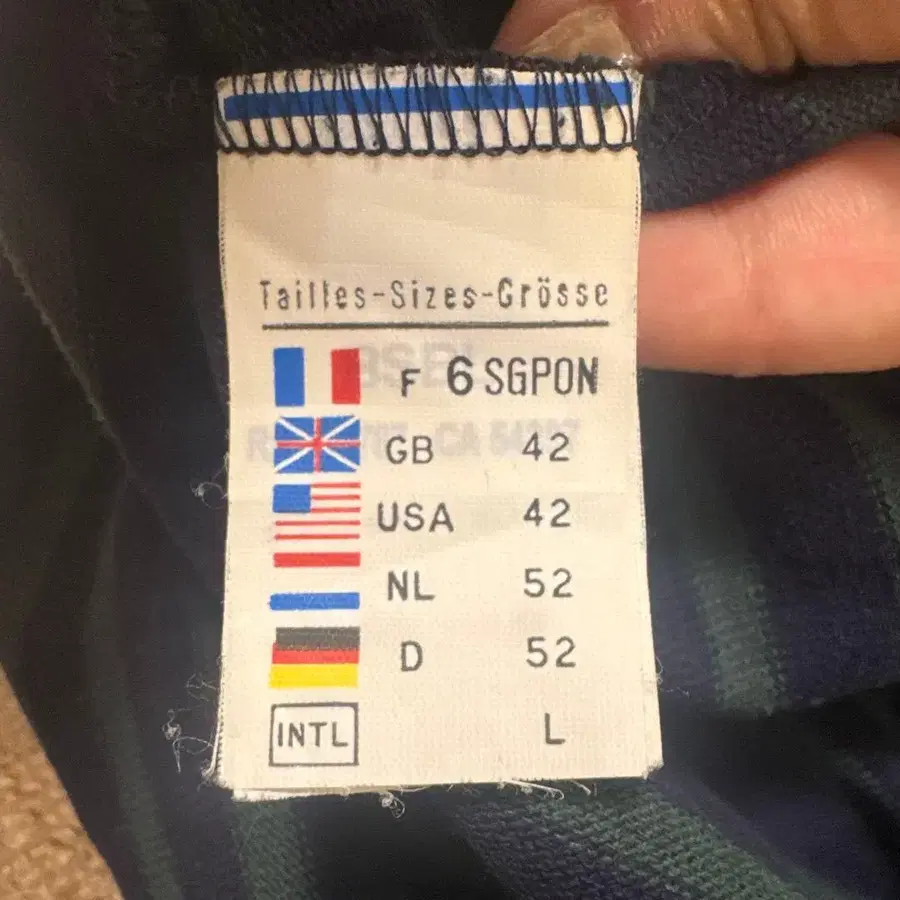 Tailles-Sizes-Grösse
F 6 SGPON
GB 42
USA 42
NL 52
D 52
INTL L